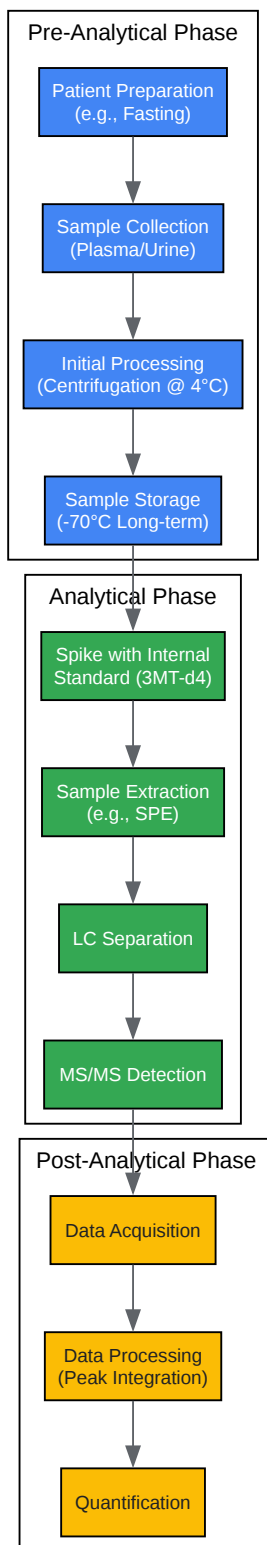 Pre-Analytical Phase
Patient Preparation
(e.g., Fasting)
Sample Collection
(Plasma/Urine)
Initial Processing
(Centrifugation @ 4°C)
Sample Storage
(-70°C Long-term)
Analytical Phase
Spike with Internal
Standard (3MT-d4)
Sample Extraction
(e.g., SPE)
LC Separation
MS/MS Detection
Post-Analytical Phase
Data Acquisition
Data Processing
(Peak Integration)
Quantification